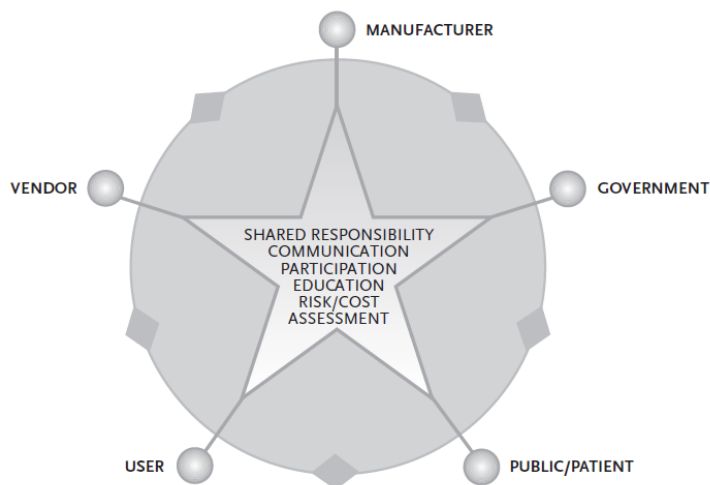 MANUFACTURER
VENDOR
GOVERNMENT
SHARED RESPONSIBILITY
COMMUNICATION
PARTICIPATION
EDUCATION
RISK/COST
ASSESSMENT
USER
PUBLIC/PATIENT